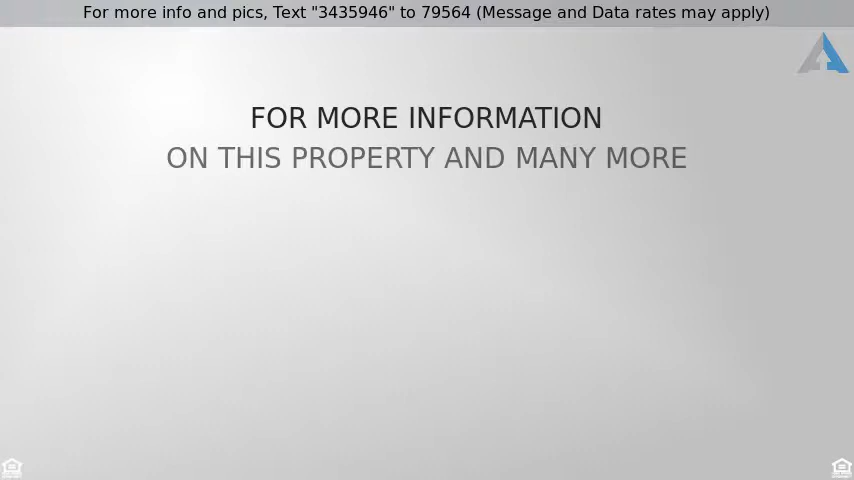 For more info and pics, Text "3435946" to 79564 (Message and Data rates may apply)
FOR MORE INFORMATION
ON THIS PROPERTY AND MANY MORE